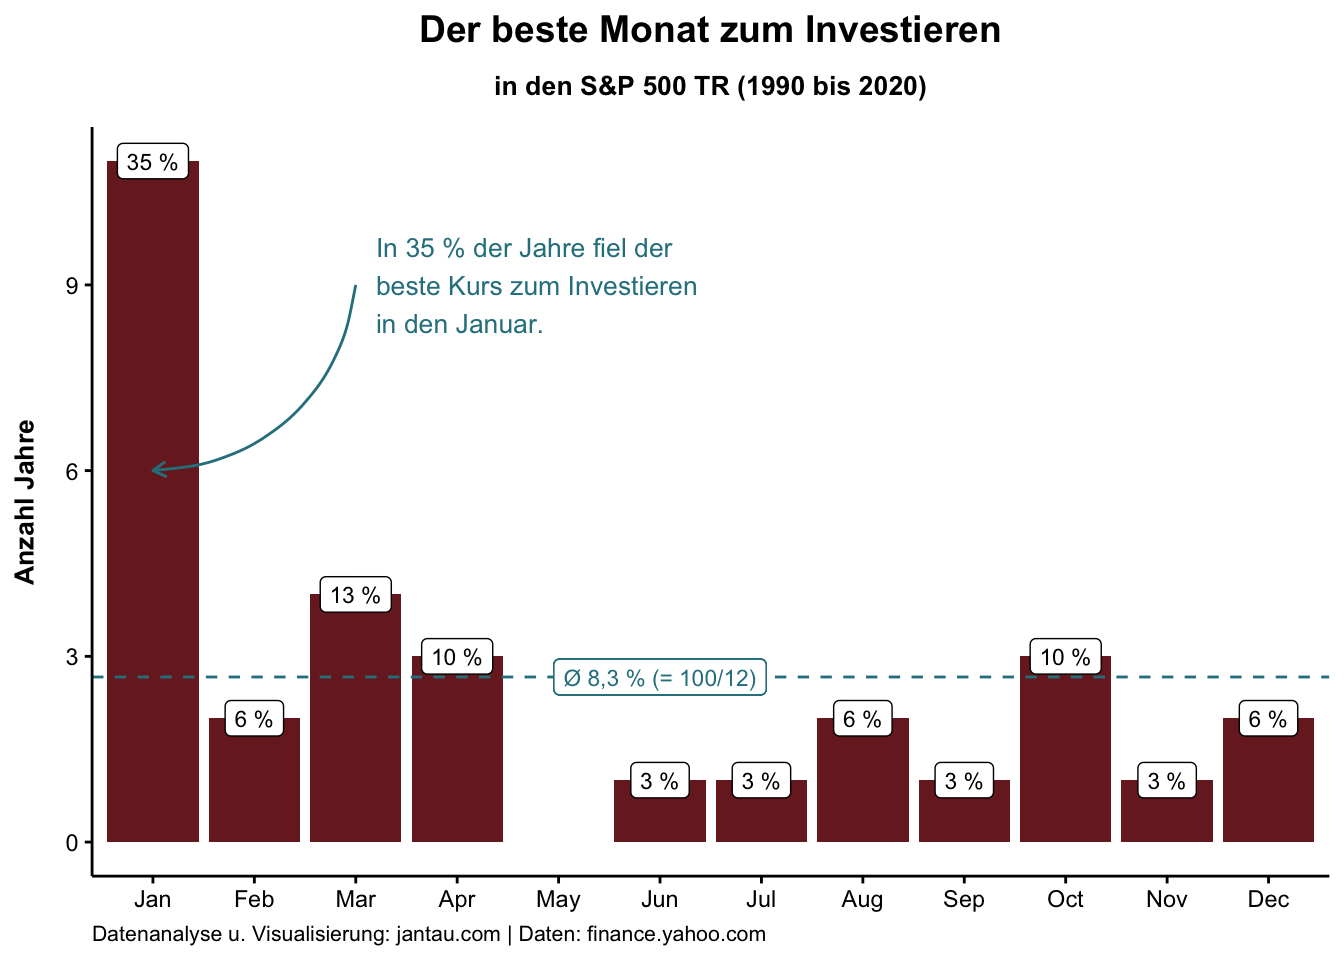 Der beste Monat zum Investieren
in den S&P 500 TR (1990 bis 2020)
Anzahl Jahre
9
6
3
0
35 %
In 35 % der Jahre fiel der
beste Kurs zum Investieren
in den Januar.
6 %
13 %
10 %
Ø 8,3 % (= 100/12)
3 %
3 %
6 %
3 %
10 %
3 %
6 %
Jan
Feb
Mar
Apr
May
Jun
Jul
Aug
Sep
Oct
Nov
Dec
Datenanalyse u. Visualisierung: jantau.com | Daten: finance.yahoo.com